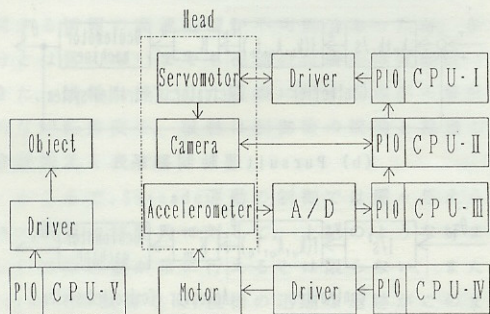 Head
Servomotor Driver PIO CPU-Ⅰ
Object Camera PIO CPU-Ⅱ
Driver Accelerometer A/D PIO CPU-Ⅲ
PIO CPU-Ⅴ Motor Driver PIO CPU-Ⅳ